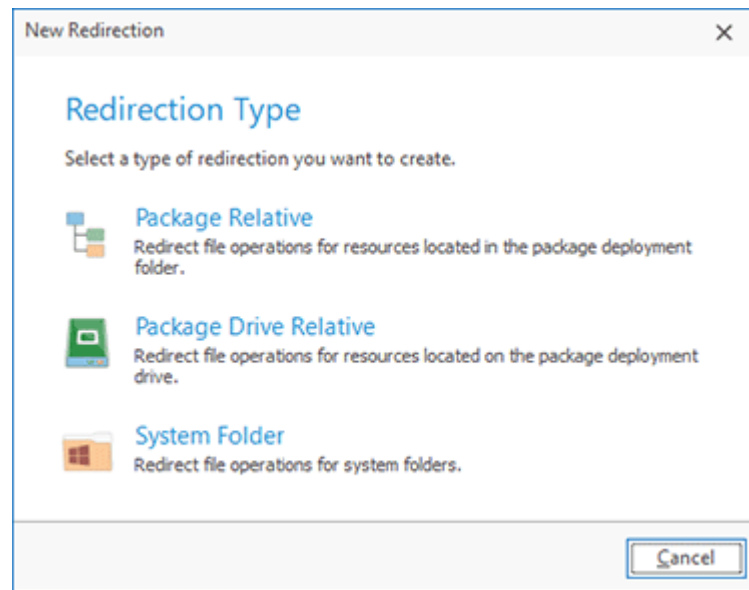 New Redirection
Redirection Type
Select a type of redirection you want to create.
Package Relative
Redirect file operations for resources located in the package deployment
folder.
Package Drive Relative
Redirect file operations for resources located on the package deployment
drive.
System Folder
Redirect file operations for system folders.
Cancel